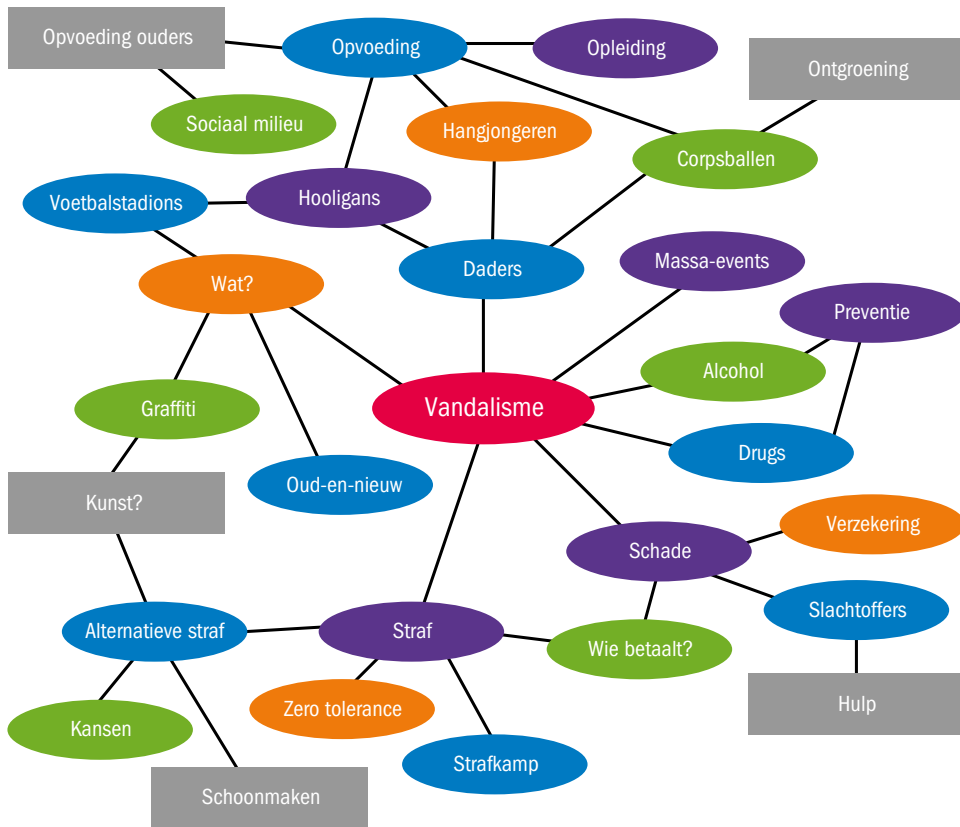 Opvoeding ouders
Opvoeding
Opleiding
Ontgroening
Sociaal milieu
Hangjongeren
Corpsballen
Voetbalstadions
Hooligans
Daders
Massa-events
Wat?
Preventie
Alcohol
Graffiti
Vandalisme
Drugs
Oud-en-nieuw
Kunst?
Verzekering
Schade
Slachtoffers
Alternatieve straf
Straf
Wie betaalt?
Hulp
Zero tolerance
Kansen
Strafkamp
Schoonmaken